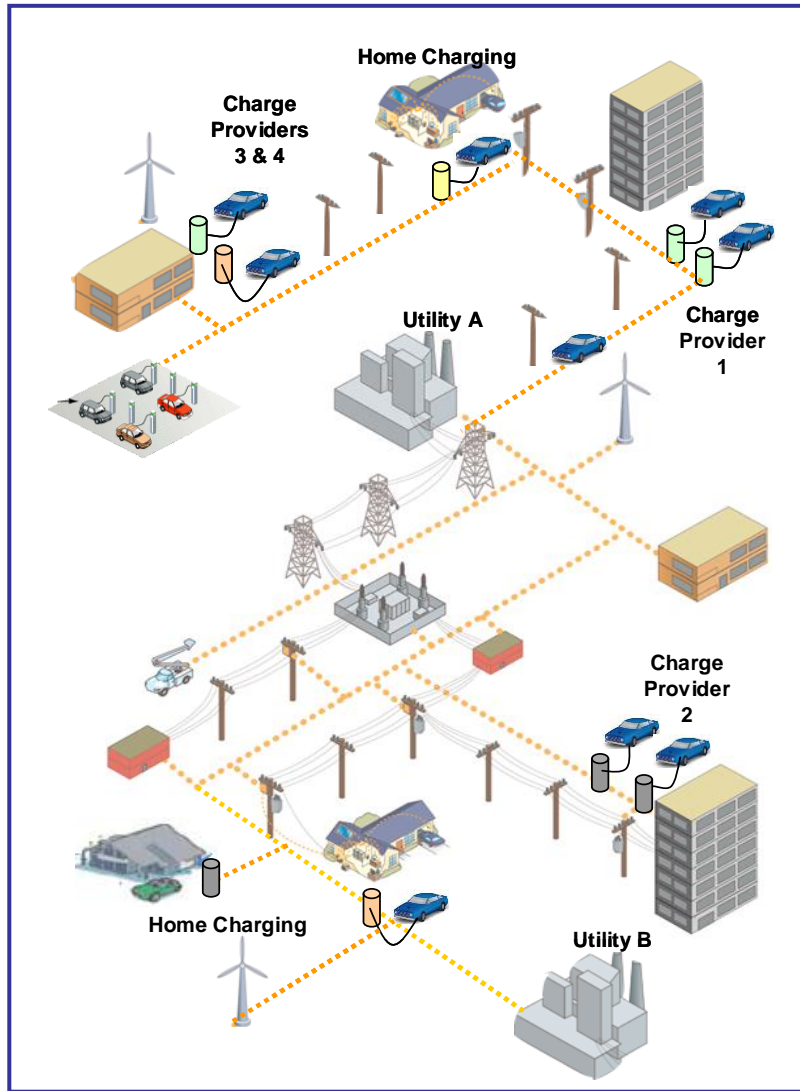 Home Charging
Charge
Providers
3 & 4
Utility A
Charge
Provider
1
Charge
Provider
2
Home Charging
Utility B